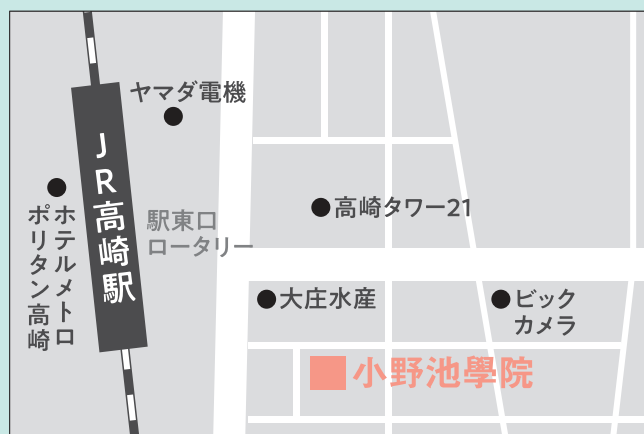 ヤマダ電機
JR高崎駅
ホテルメトロ
ポリタン高崎
駅東口
ロータリー
高崎タワー21
大庄水産
ビック
カメラ
小野池學院